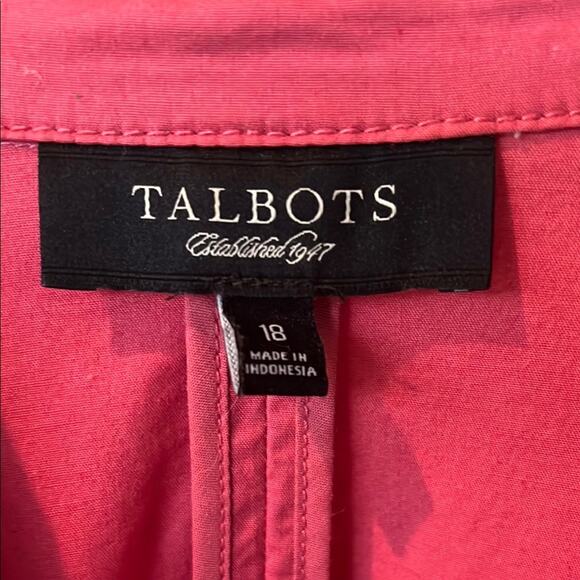 TALBOTS
Established 1947
18
MADE IN
INDONESIA